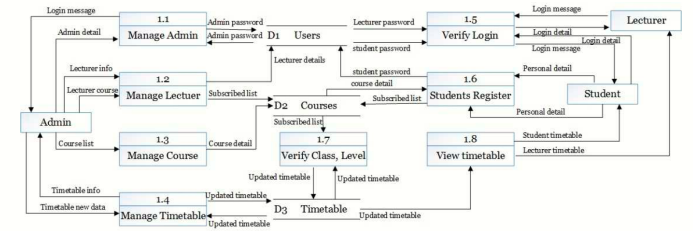 Login message
Admin detail
1.1
Manage Admin
Admin password
Admin password
D1 Users
Lecturer password
student password
1.5
Verify Login
Login message
Login detail
Login detail
Login message
Lecturer
Lecturer info
Lecturer course
1.2
Manage Lectuer
Lecturer details
Subscribed list
student password
course detail
Subscribed list
1.6
Students Register
Personal detail
Personal detail
Student
Admin
D2 Courses
Subscribed list
Course list
1.3
Manage Course
Course detail
1.7
Verify Class, Level
1.8
View timetable
Student timetable
Lecturer timetable
Updated timetable
Updated timetable
Timetable info
Timetable new data
1.4
Manage Timetable
Updated timetable
Updated timetable
D3 Timetable
Updated timetable